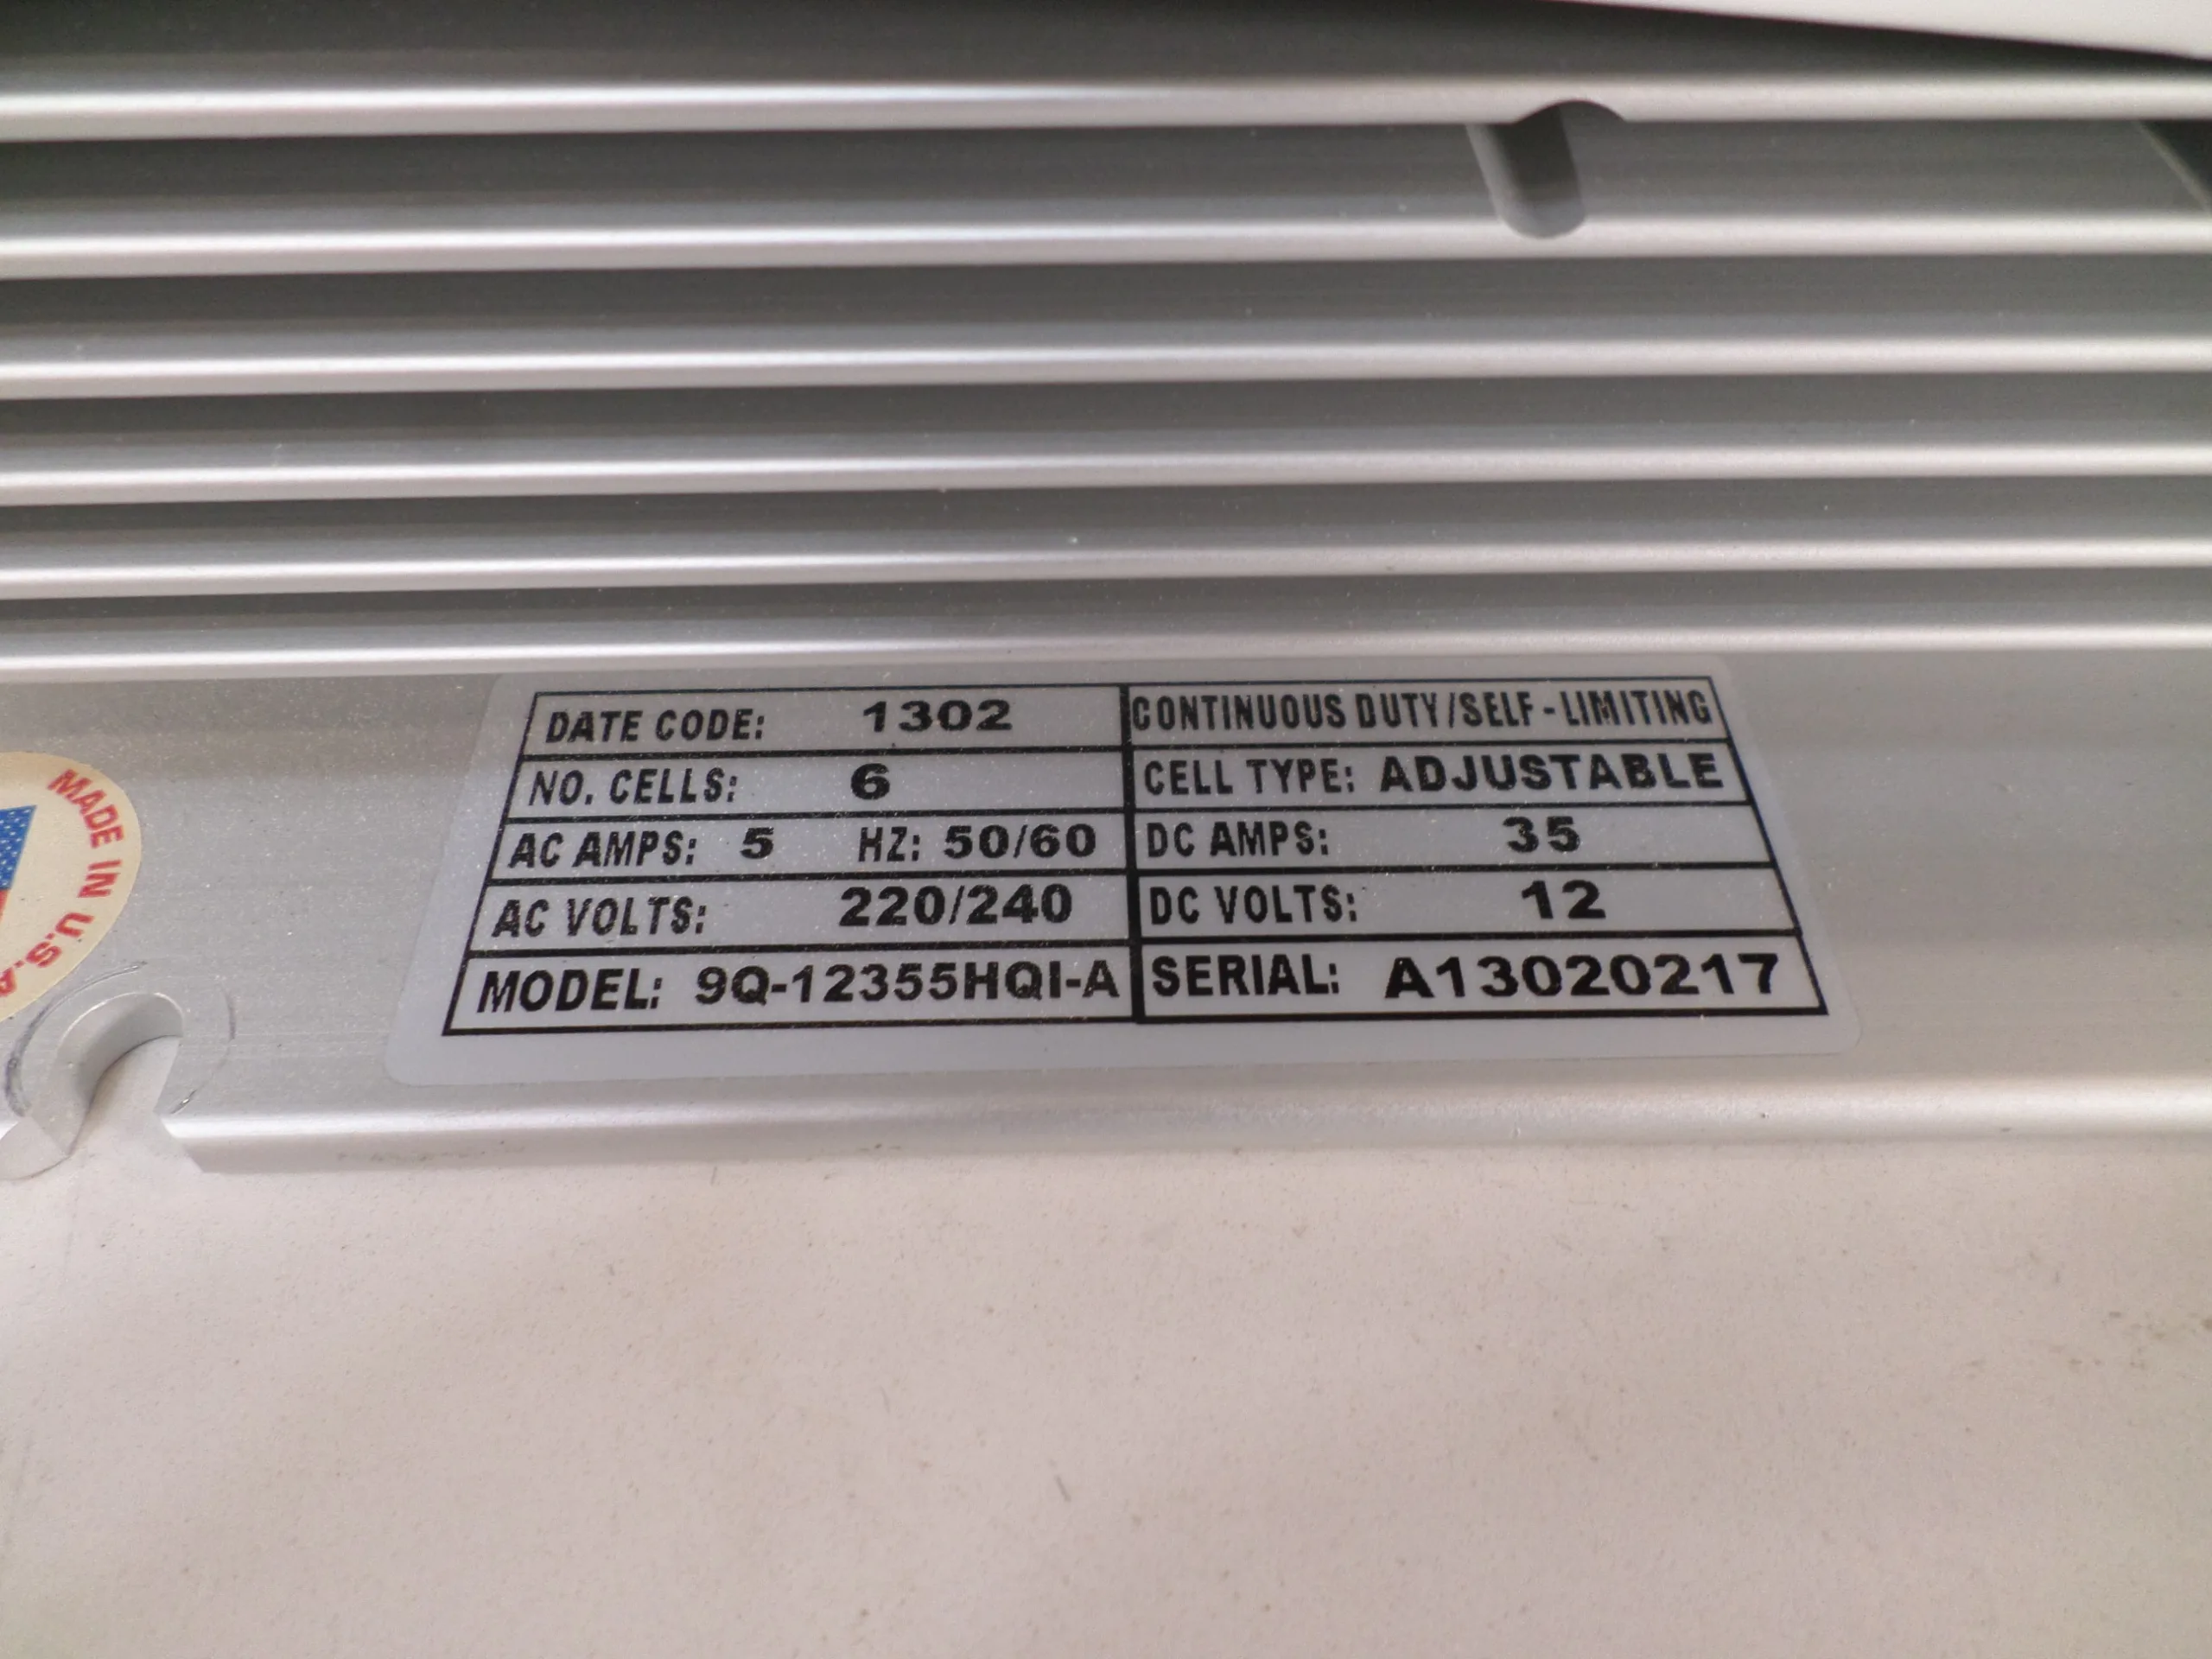 DATE CODE: 1302 CONTINUOUS DUTY/SELF-LIMITING
NO. CELLS: 6 CELL TYPE: ADJUSTABLE
AC AMPS: 5 HZ: 50/60 DC AMPS: 35
AC VOLTS: 220/240 DC VOLTS: 12
MODEL: 9Q-12355HQI-A SERIAL: A13020217
MADE IN U.S.A